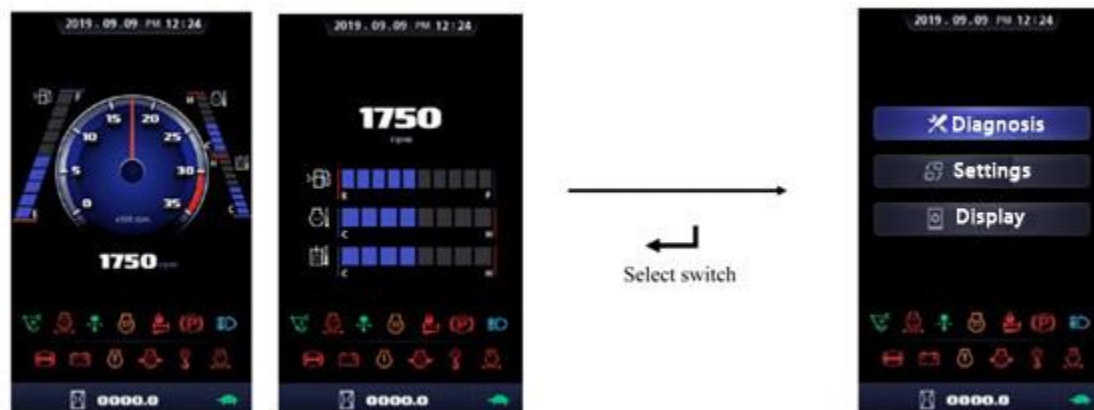 2019 . 09 . 09 PM 12 : 24
F
H
E
C
H
C
0
5
10
15
20
25
30
35
x100 rpm
1750 rpm
0000.0
2019 . 09 . 09 PM 12 : 24
1750
rpm
E F
C H
C H
0000.0
Select switch
2019 . 09 . 09 PM 12 : 24
Diagnosis
Settings
Display
0000.0